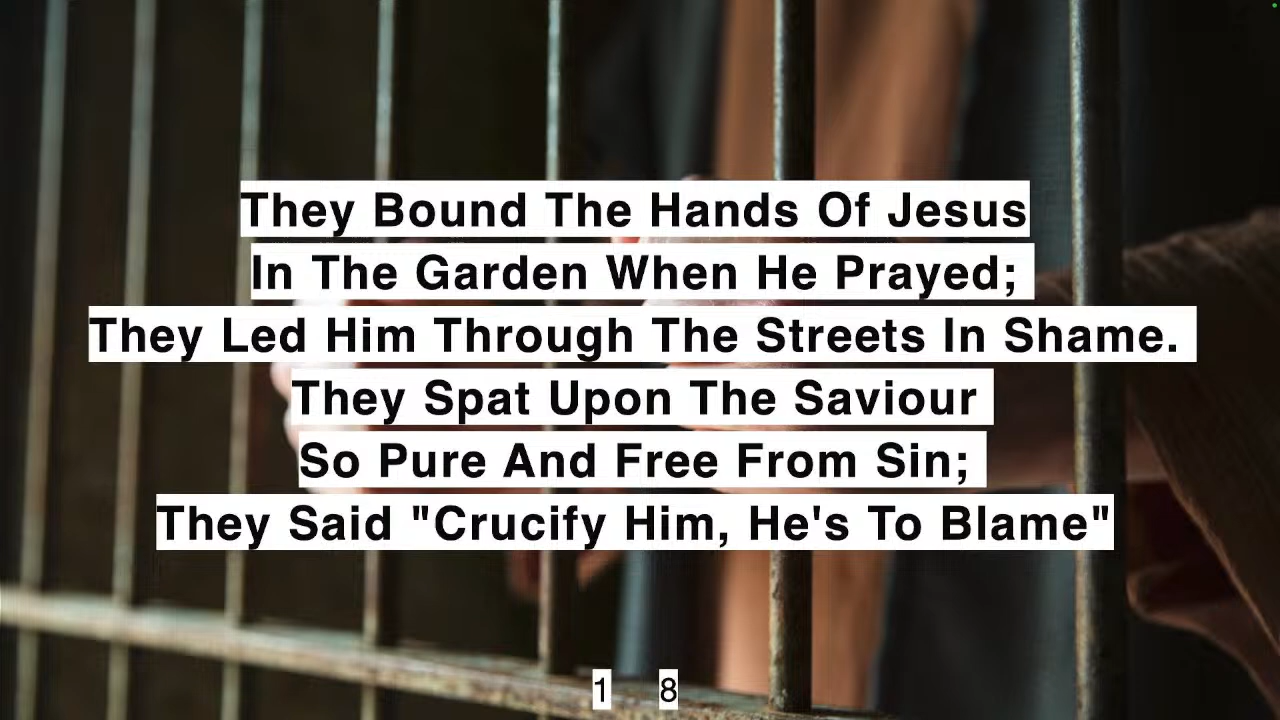 They Bound The Hands Of Jesus
In The Garden When He Prayed;
They Led Him Through The Streets In Shame.
They Spat Upon The Saviour
So Pure And Free From Sin;
They Said "Crucify Him, He's To Blame"
1 8